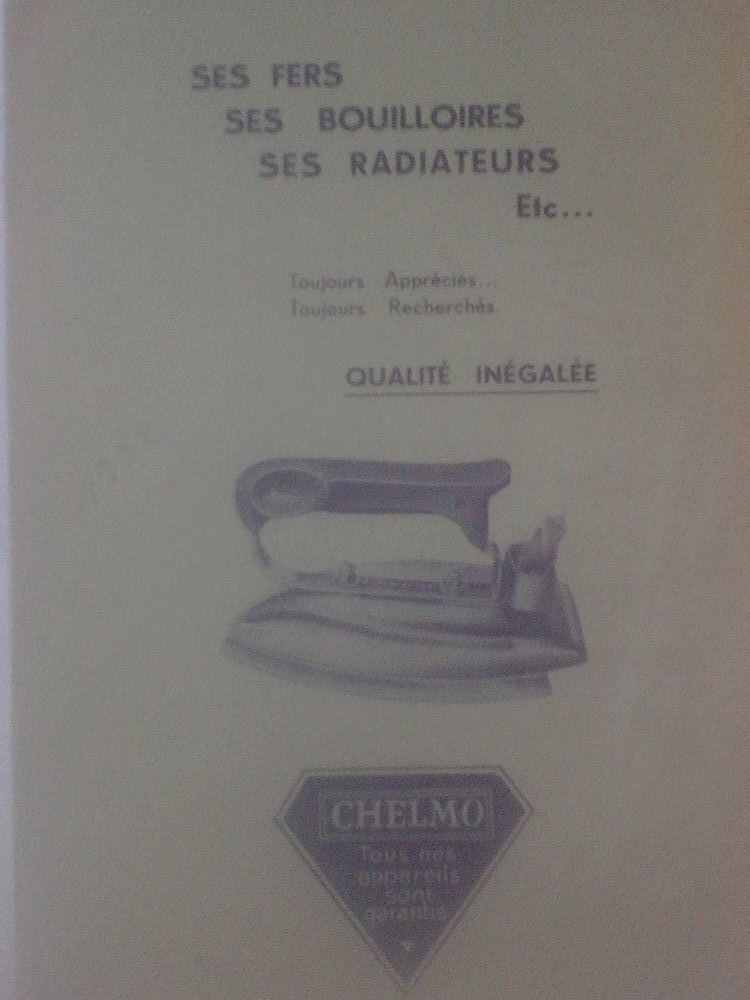 SES FERS
SES BOUILLOIRES
SES RADIATEURS
Etc...
Toujours Appréciés...
Toujours Recherchés.
QUALITÉ INÉGALÉE
CHELMO
Tous nos
appareils
sont
garantis